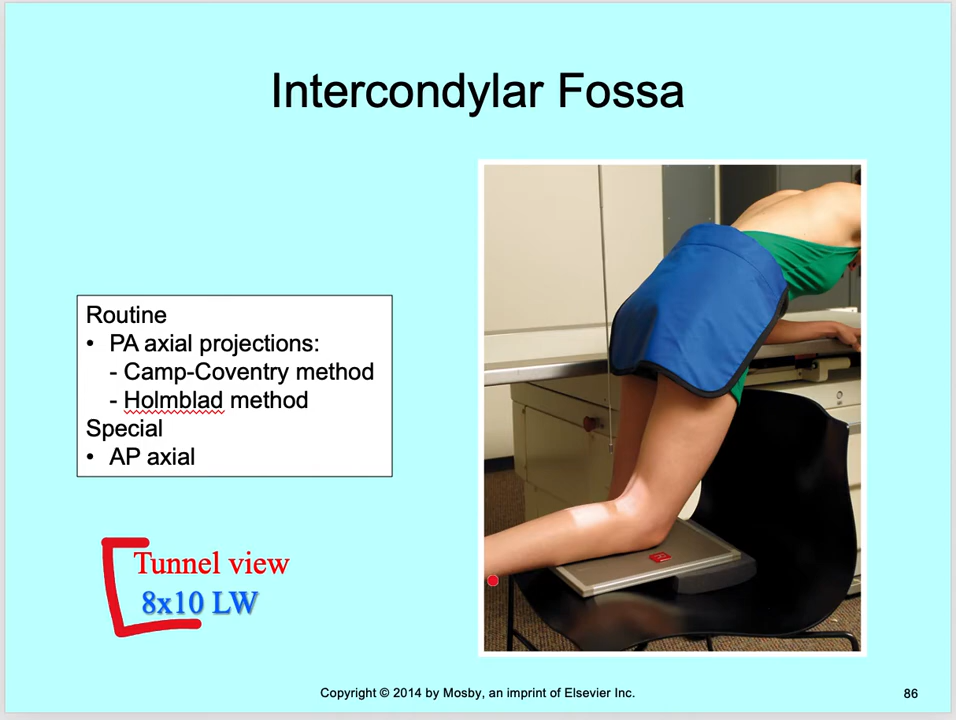 Intercondylar Fossa
Routine
• PA axial projections:
- Camp-Coventry method
- Holmblad method
Special
• AP axial
Tunnel view
8x10 LW
Copyright © 2014 by Mosby, an imprint of Elsevier Inc.
86